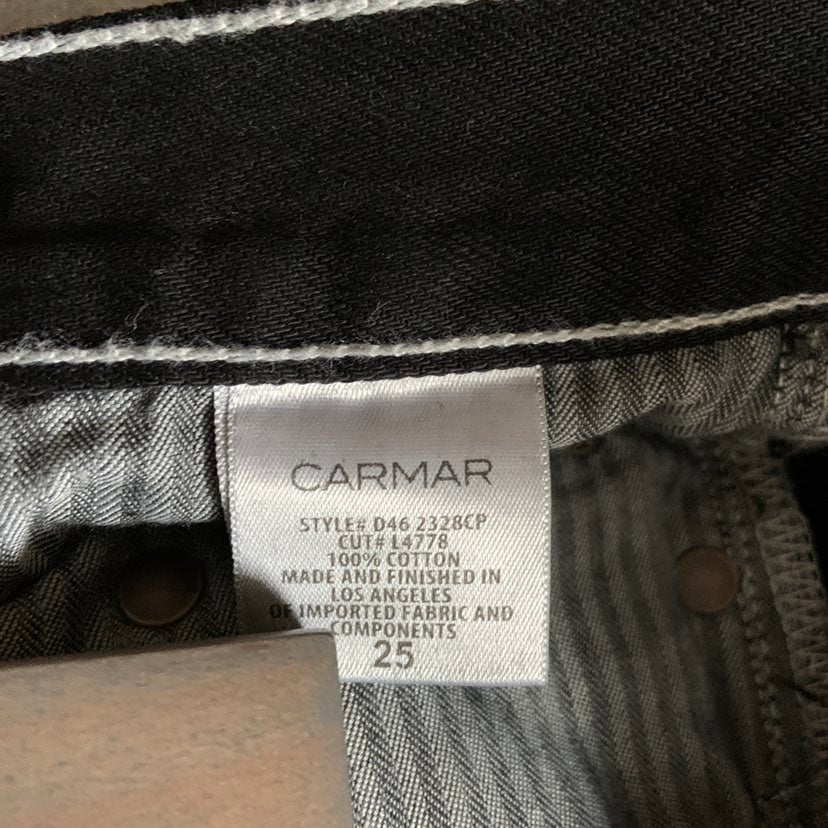 CARMAR
STYLE# D46 2328CP
CUT# L4778
100% COTTON
MADE AND FINISHED IN
LOS ANGELES
OF IMPORTED FABRIC AND
COMPONENTS
25